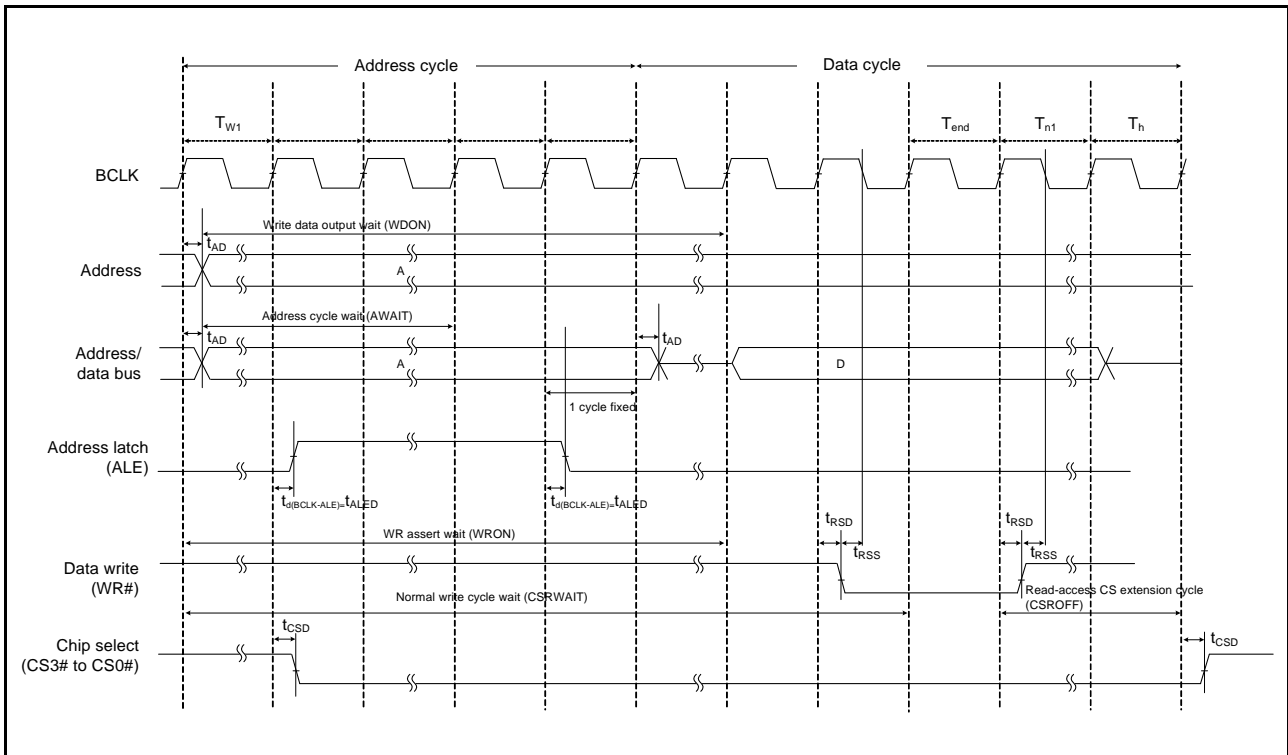 Address cycle Data cycle
TW1 Tend Tn1 Th
BCLK
Write data output wait (WDON)
tAD
Address
A
Address cycle wait (AWAIT)
tAD tAD
Address/
data bus
A D
1 cycle fixed
Address latch
(ALE)
td(BCLK-ALE)=tALED td(BCLK-ALE)=tALED
tRSD tRSD
WR assert wait (WRON)
tRSS tRSS
Data write
(WR#)
Normal write cycle wait (CSRWAIT) Read-access CS extension cycle
(CSROFF)
tCSD tCSD
Chip select
(CS3# to CS0#)